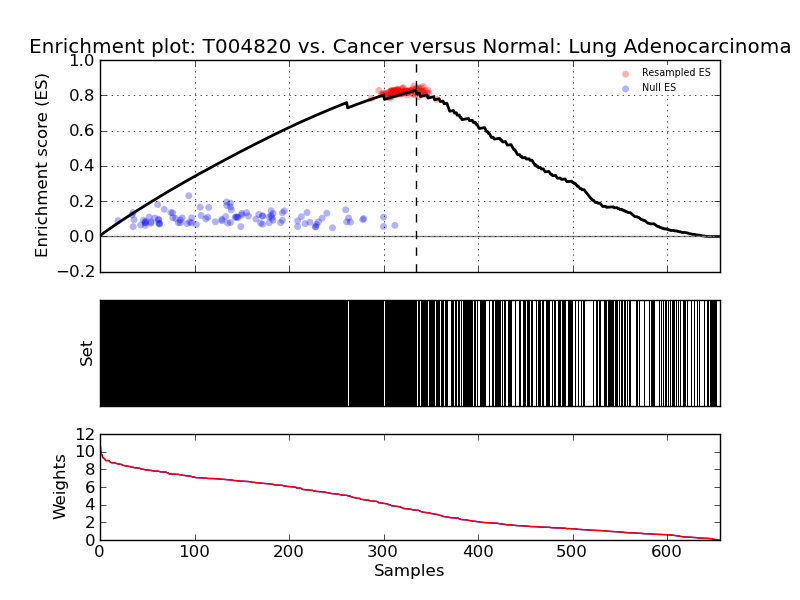 Enrichment plot: T004820 vs. Cancer versus Normal: Lung Adenocarcinoma
1.0
0.8
0.6
0.4
0.2
0.0
−0.2
Enrichment score (ES)
Resampled ES
Null ES
Set
12
10
8
6
4
2
0
Weights
0 100 200 300 400 500 600
Samples